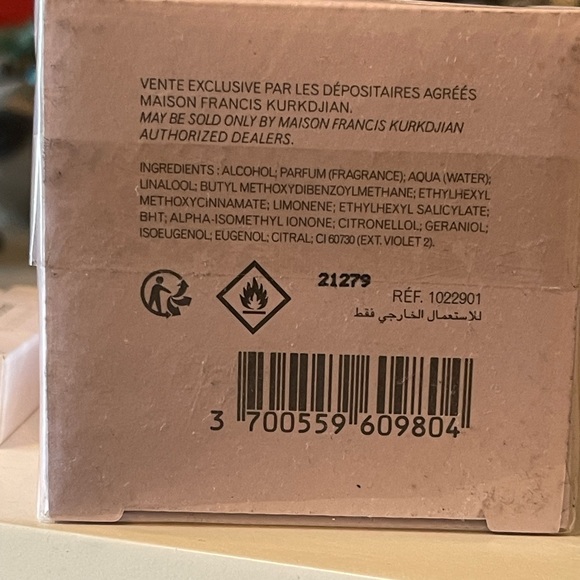 VENTE EXCLUSIVE PAR LES DÉPOSITAIRES AGRÉÉS
MAISON FRANCIS KURKDJIAN.
MAY BE SOLD ONLY BY MAISON FRANCIS KURKDJIAN
AUTHORIZED DEALERS.
INGREDIENTS : ALCOHOL; PARFUM (FRAGRANCE); AQUA (WATER);
LINALOOL; BUTYL METHOXYDIBENZOYLMETHANE; ETHYLHEXYL
METHOXYCINNAMATE; LIMONENE; ETHYLHEXYL SALICYLATE;
BHT; ALPHA-ISOMETHYL IONONE; CITRONELLOL; GERANIOL;
ISOEUGENOL; EUGENOL; CITRAL; CI 60730 (EXT. VIOLET 2).
21279
RÉF. 1022901
للاستعمال الخارجي فقط
3 700559 609804